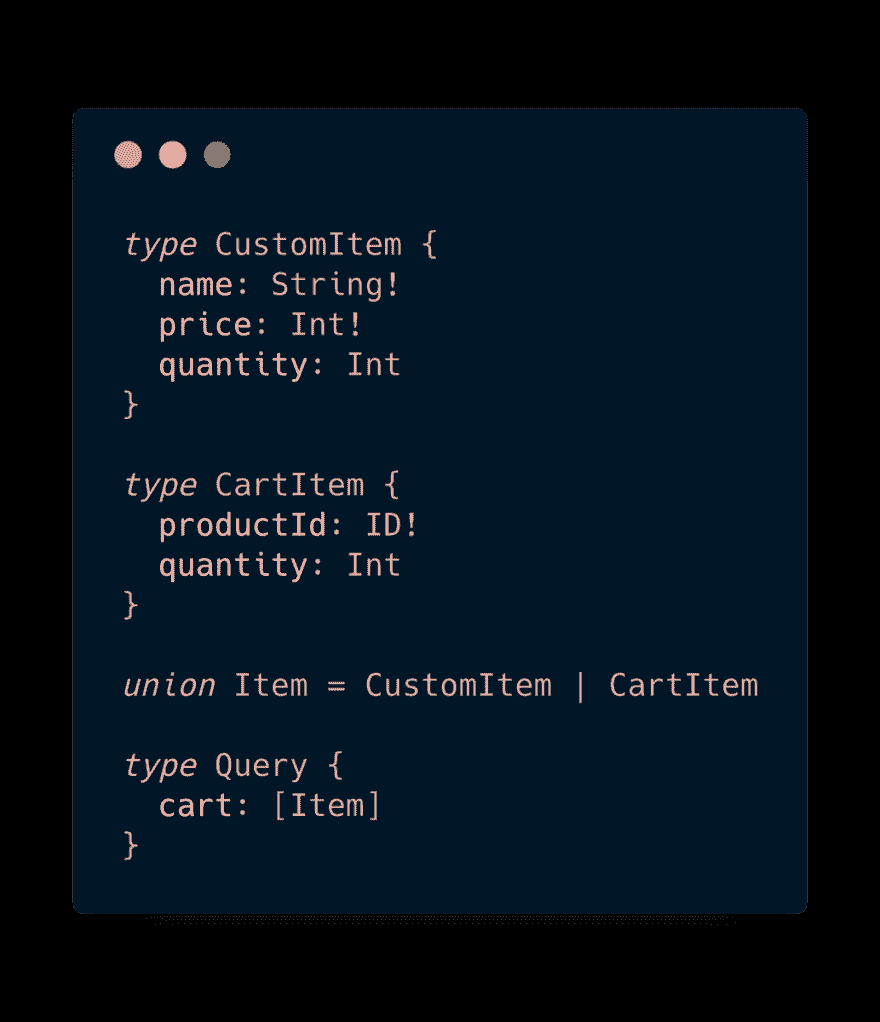 type CustomItem {
  name: String!
  price: Int!
  quantity: Int
}
type CartItem {
  productId: ID!
  quantity: Int
}
union Item = CustomItem | CartItem
type Query {
  cart: [Item]
}